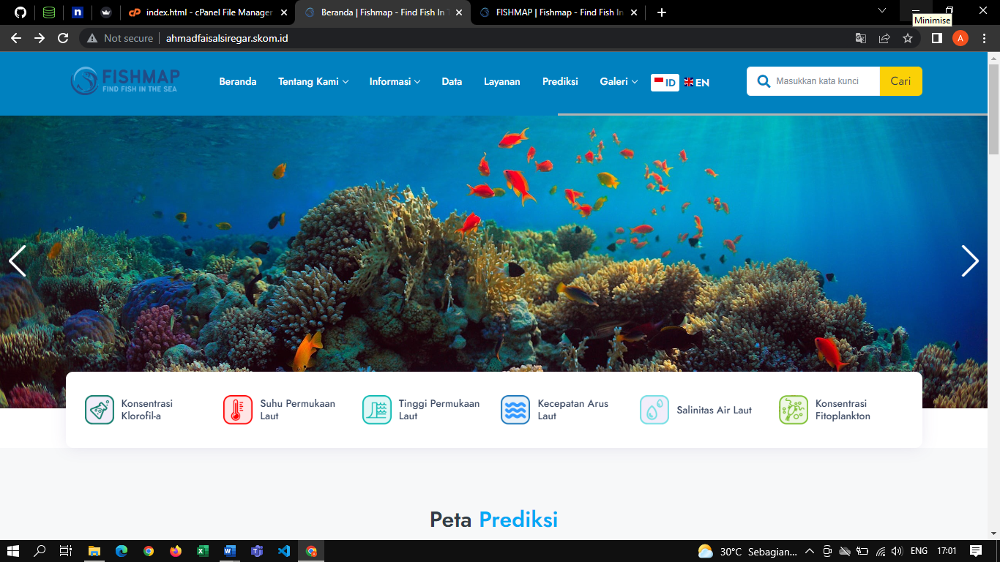 index.html - cPanel File Manager
Beranda | Fishmap - Find Fish In T
FISHMAP | Fishmap - Find Fish In
Minimise
Not secure
ahmadfaisalsiregar.skom.id
A
FISHMAP
FIND FISH IN THE SEA
Beranda
Tentang Kami
Informasi
Data
Layanan
Prediksi
Galeri
ID
EN
Masukkan kata kunci
Cari
Konsentrasi
Klorofil-a
Suhu Permukaan
Laut
Tinggi Permukaan
Laut
Kecepatan Arus
Laut
Salinitas Air Laut
Konsentrasi
Fitoplankton
Peta Prediksi
30°C Sebagian...
ENG
17:01